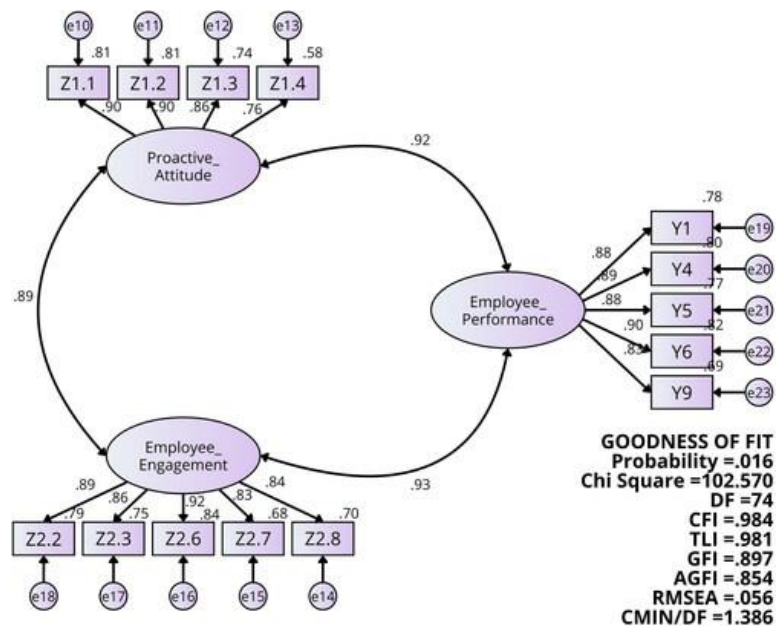 e10 e11 e12 e13
.81 .81 .74 .58
Z1.1 Z1.2 Z1.3 Z1.4
.90 .90 .86 .76
Proactive_
Attitude
.92
.89
.78
Y1 e19
.88 .80
Y4 e20
.89 .77
Y5 e21
.88 .82
Y6 e22
.90 .69
Y9 e23
.83
Employee_
Performance
Employee_
Engagement
.93
.89 .86 .92 .83 .84
.79 .75 .84 .68 .70
Z2.2 Z2.3 Z2.6 Z2.7 Z2.8
e18 e17 e16 e15 e14
GOODNESS OF FIT
Probability =.016
Chi Square =102.570
DF =74
CFI =.984
TLI =.981
GFI =.897
AGFI =.854
RMSEA =.056
CMIN/DF =1.386